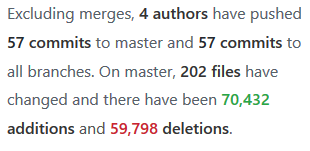 Excluding merges, 4 authors have pushed
57 commits to master and 57 commits to
all branches. On master, 202 files have
changed and there have been 70,432
additions and 59,798 deletions.